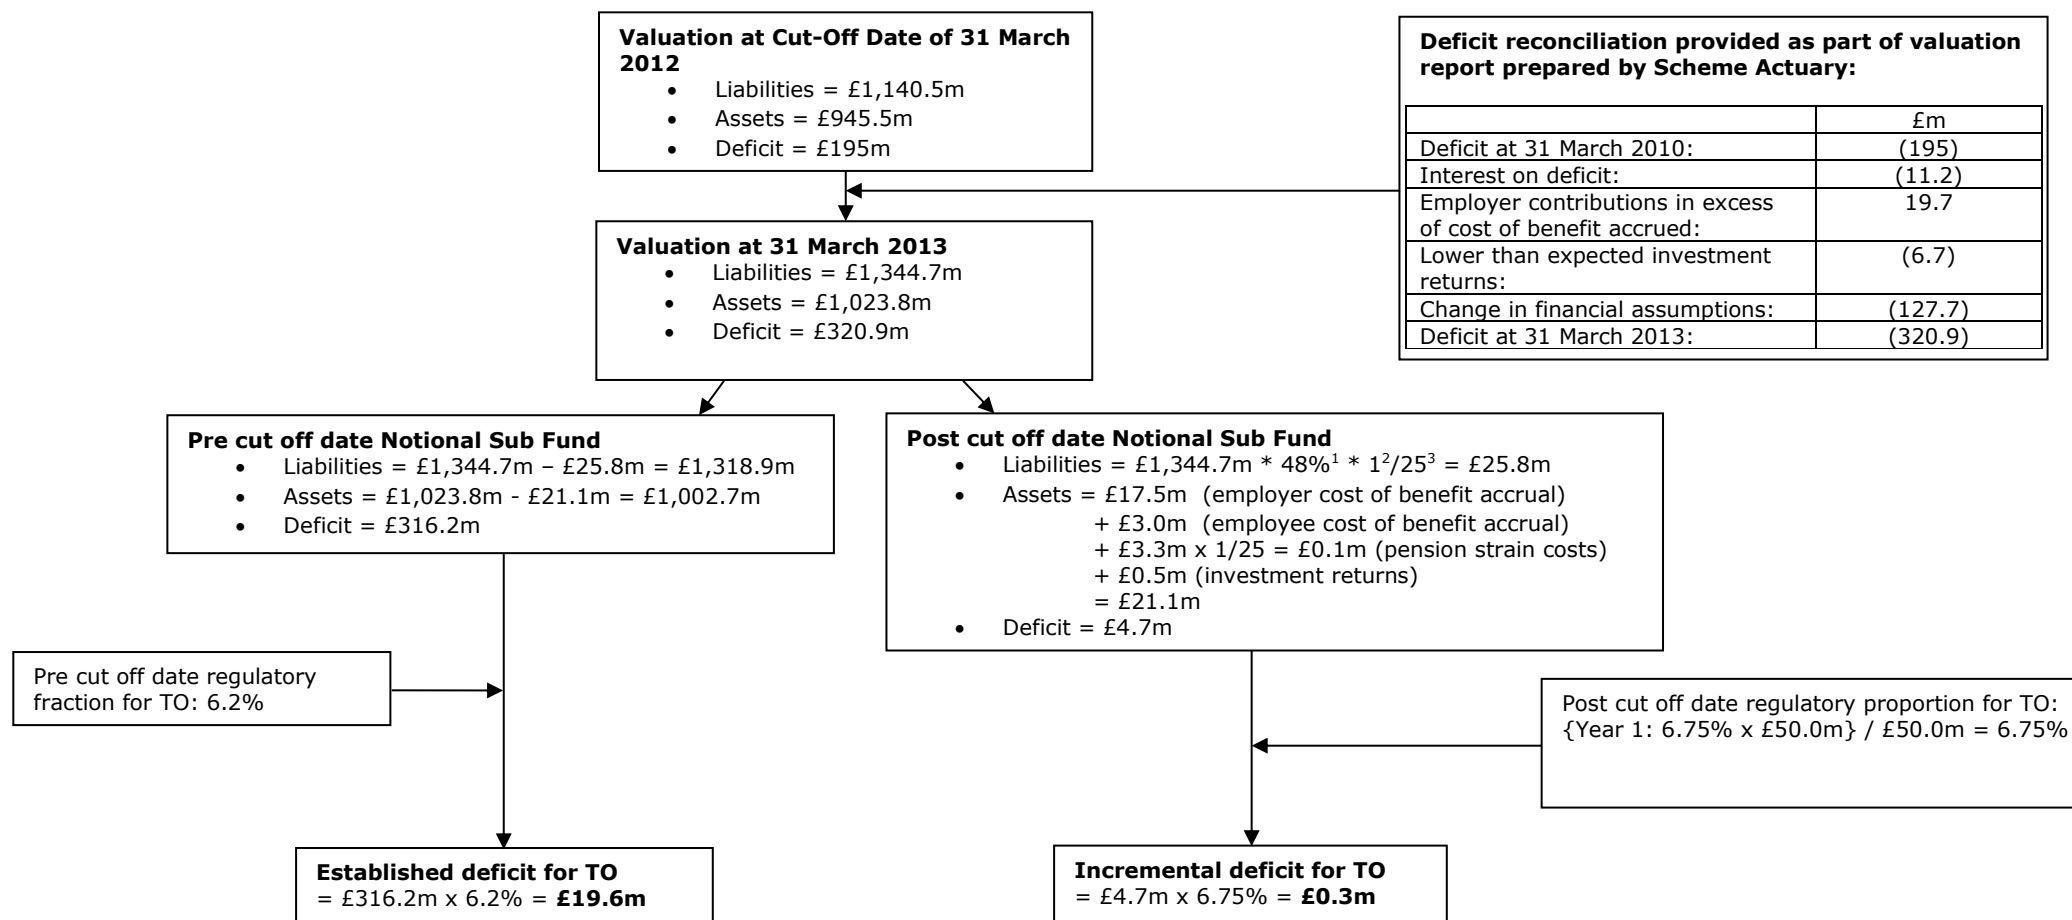 Valuation at Cut-Off Date of 31 March
2012
• Liabilities = £1,140.5m
• Assets = £945.5m
• Deficit = £195m
Deficit reconciliation provided as part of valuation
report prepared by Scheme Actuary:
£m
Deficit at 31 March 2010: (195)
Interest on deficit: (11.2)
Employer contributions in excess 19.7
of cost of benefit accrued:
Lower than expected investment (6.7)
returns:
Change in financial assumptions: (127.7)
Deficit at 31 March 2013: (320.9)
Valuation at 31 March 2013
• Liabilities = £1,344.7m
• Assets = £1,023.8m
• Deficit = £320.9m
Pre cut off date Notional Sub Fund
• Liabilities = £1,344.7m – £25.8m = £1,318.9m
• Assets = £1,023.8m - £21.1m = £1,002.7m
• Deficit = £316.2m
Post cut off date Notional Sub Fund
• Liabilities = £1,344.7m * 48%¹ * 1²/25³ = £25.8m
• Assets = £17.5m (employer cost of benefit accrual)
+ £3.0m (employee cost of benefit accrual)
+ £3.3m x 1/25 = £0.1m (pension strain costs)
+ £0.5m (investment returns)
= £21.1m
• Deficit = £4.7m
Pre cut off date regulatory
fraction for TO: 6.2%
Post cut off date regulatory proportion for TO:
{Year 1: 6.75% x £50.0m} / £50.0m = 6.75%
Established deficit for TO
= £316.2m x 6.2% = £19.6m
Incremental deficit for TO
= £4.7m x 6.75% = £0.3m